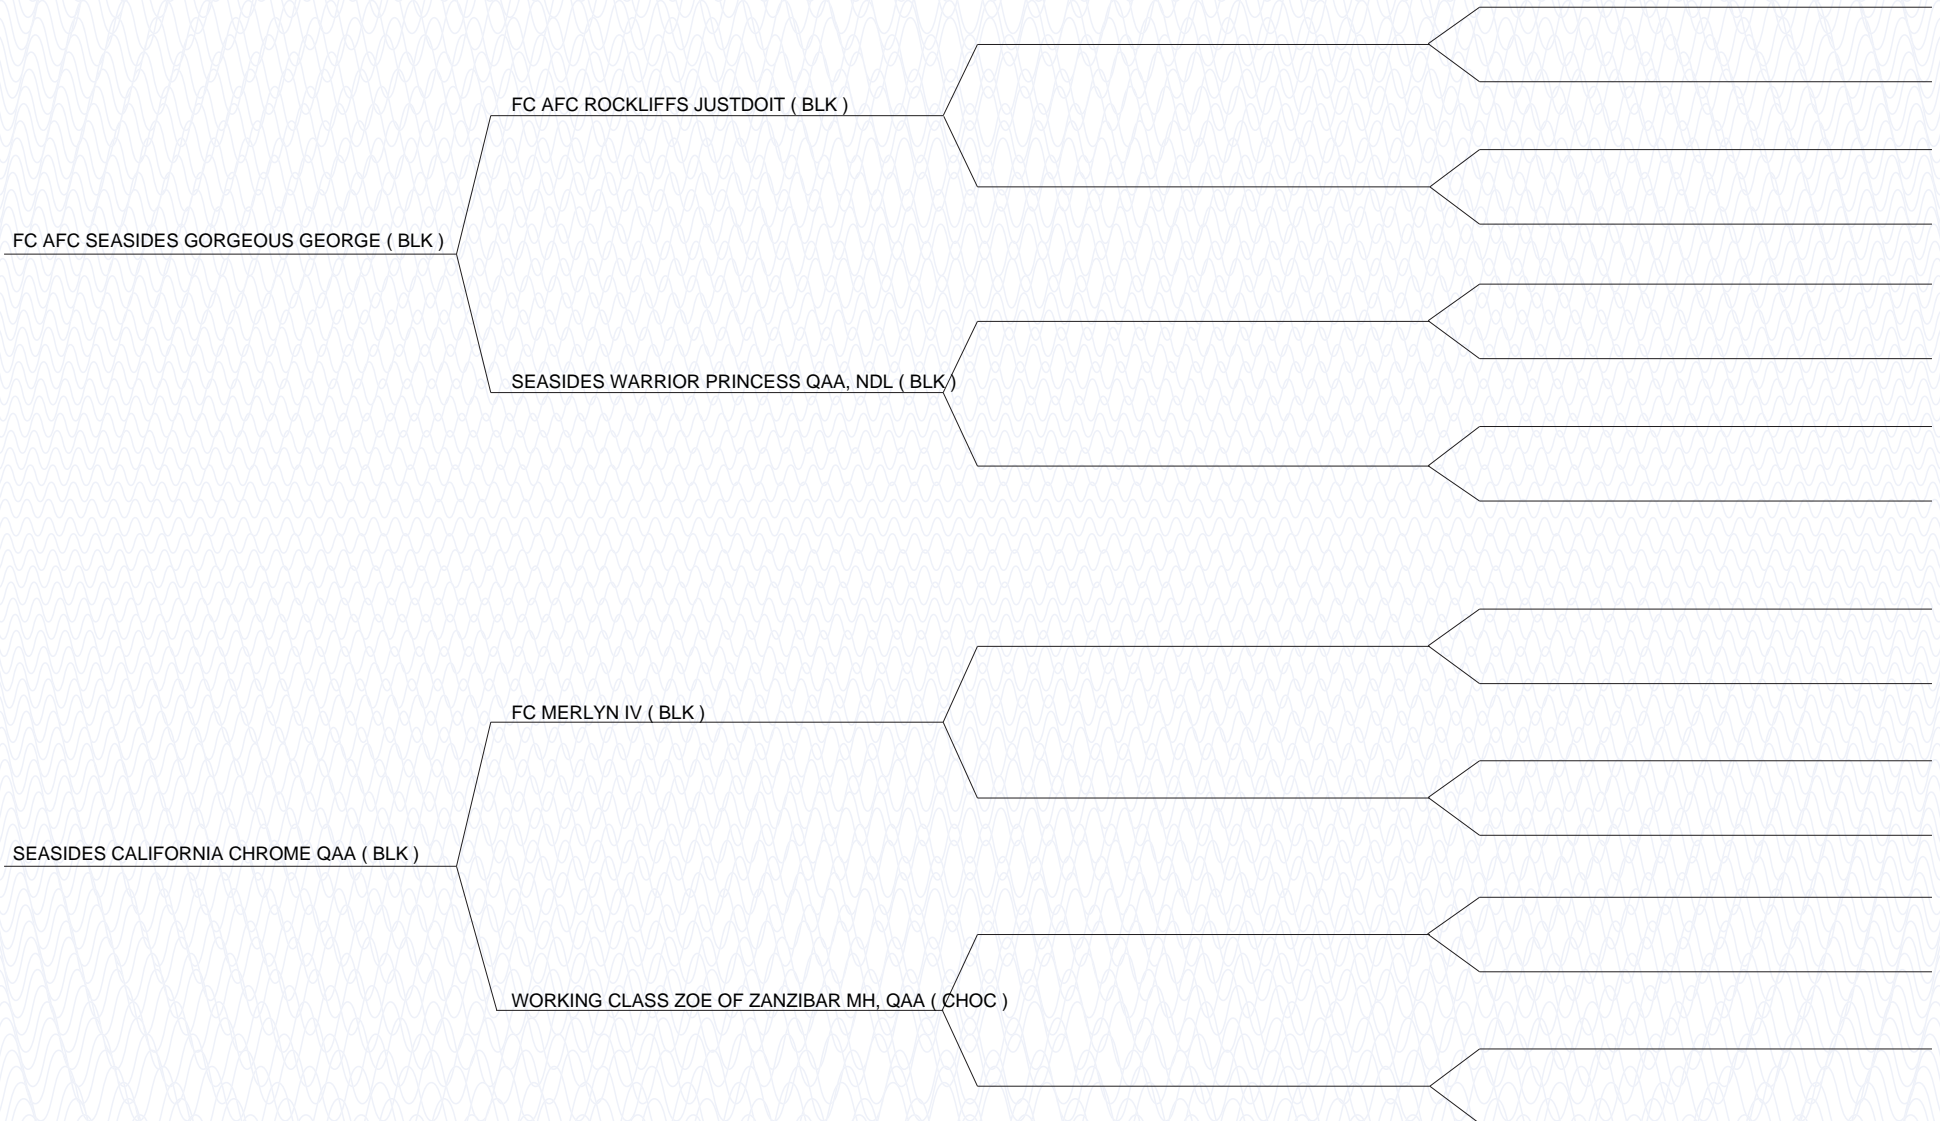 FC AFC ROCKLIFFS JUSTDOIT ( BLK )
FC AFC SEASIDES GORGEOUS GEORGE ( BLK )
SEASIDES WARRIOR PRINCESS QAA, NDL ( BLK )
FC MERLYN IV ( BLK )
SEASIDES CALIFORNIA CHROME QAA ( BLK )
WORKING CLASS ZOE OF ZANZIBAR MH, QAA ( CHOC )